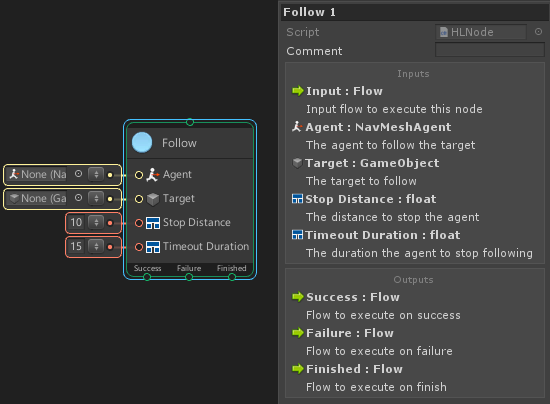 Follow
None (Na
Agent
None (Ga
Target
10
Stop Distance
15
Timeout Duration
Success
Failure
Finished
Follow 1
Script
HLNode
Comment
Inputs
Input : Flow
Input flow to execute this node
Agent : NavMeshAgent
The agent to follow the target
Target : GameObject
The target to follow
Stop Distance : float
The distance to stop the agent
Timeout Duration : float
The duration the agent to stop following
Outputs
Success : Flow
Flow to execute on success
Failure : Flow
Flow to execute on failure
Finished : Flow
Flow to execute on finish